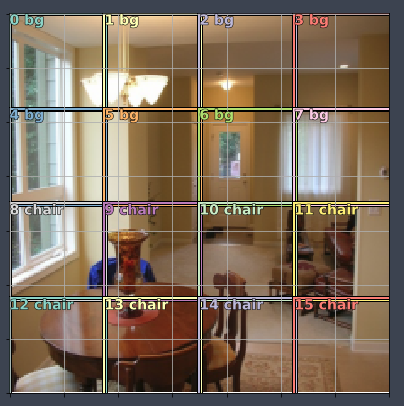 0 bg 1 bg 2 bg 3 bg
4 bg 5 bg 6 bg 7 bg
8 chair 9 chair 10 chair 11 chair
12 chair 13 chair 14 chair 15 chair